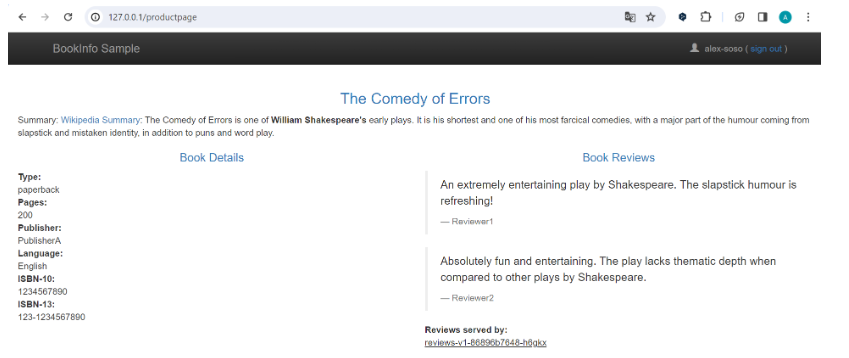 127.0.0.1/productpage
A
BookInfo Sample
alex-soso ( sign out )
The Comedy of Errors
Summary: Wikipedia Summary: The Comedy of Errors is one of William Shakespeare's early plays. It is his shortest and one of his most farcical comedies, with a major part of the humour coming from
slapstick and mistaken identity, in addition to puns and word play.
Book Details
Type:
paperback
Pages:
200
Publisher:
PublisherA
Language:
English
ISBN-10:
1234567890
ISBN-13:
123-1234567890
Book Reviews
An extremely entertaining play by Shakespeare. The slapstick humour is
refreshing!
— Reviewer1
Absolutely fun and entertaining. The play lacks thematic depth when
compared to other plays by Shakespeare.
— Reviewer2
Reviews served by:
reviews-v1-86896b7648-h6gkx